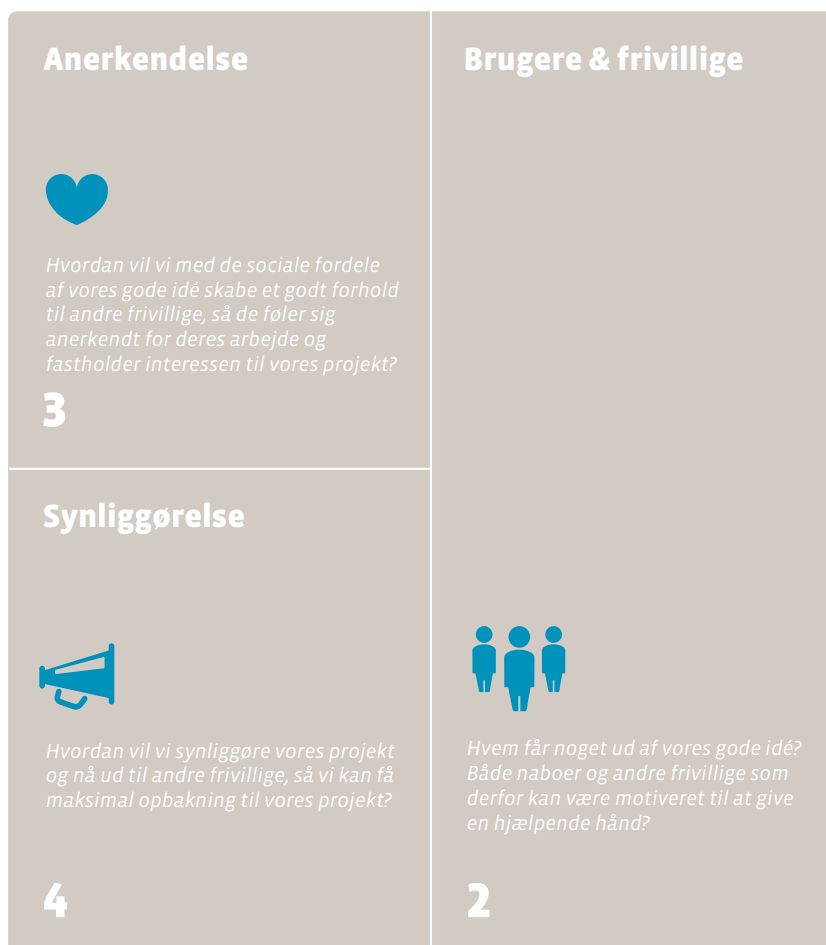 Anerkendelse
Hvordan vil vi med de sociale fordele
af vores gode idé skabe et godt forhold
til andre frivillige, så de føler sig
anerkendt for deres arbejde og
fastholder interessen til vores projekt?
3
Synliggørelse
Hvordan vil vi synliggøre vores projekt
og nå ud til andre frivillige, så vi kan få
maksimal opbakning til vores projekt?
4
Brugere & frivillige
Hvem får noget ud af vores gode idé?
Både naboer og andre frivillige som
derfor kan være motiveret til at give
en hjælpende hånd?
2